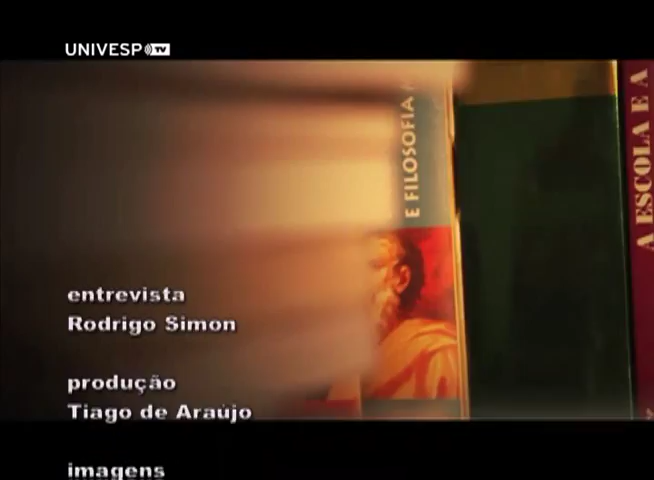 UNIVESP TV
E FILOSOFIA
A ESCOLA E A
entrevista
Rodrigo Simon
produção
Tiago de Araújo
imagens